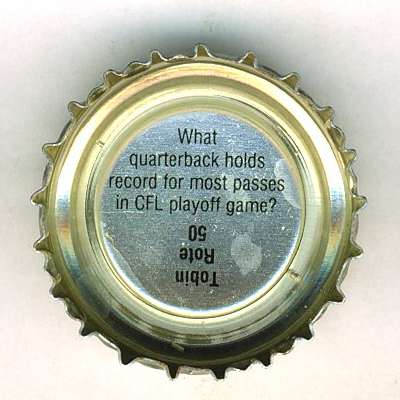 What
quarterback holds
record for most passes
in CFL playoff game?
Tobin
Rote
50